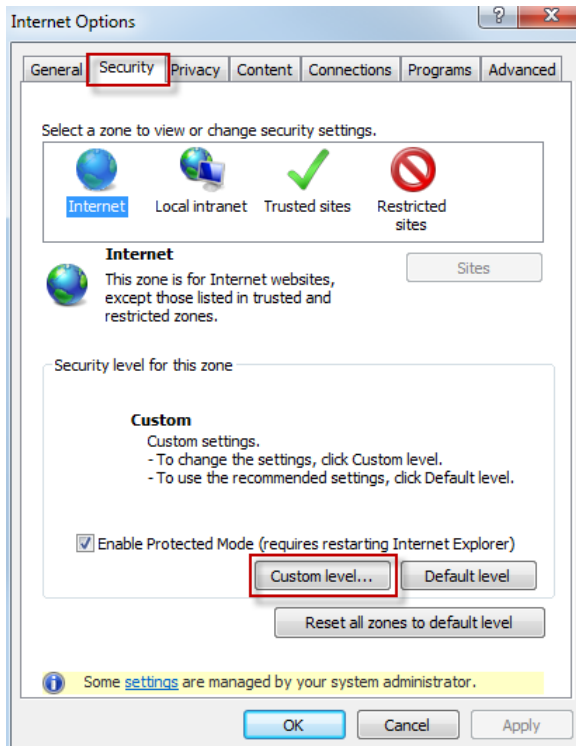 Internet Options
?
X
General Security Privacy Content Connections Programs Advanced
Select a zone to view or change security settings.
Internet Local intranet Trusted sites Restricted
sites
Internet
Sites
This zone is for Internet websites,
except those listed in trusted and
restricted zones.
Security level for this zone
Custom
Custom settings.
- To change the settings, click Custom level.
- To use the recommended settings, click Default level.
Enable Protected Mode (requires restarting Internet Explorer)
Custom level... Default level
Reset all zones to default level
Some settings are managed by your system administrator.
OK Cancel Apply